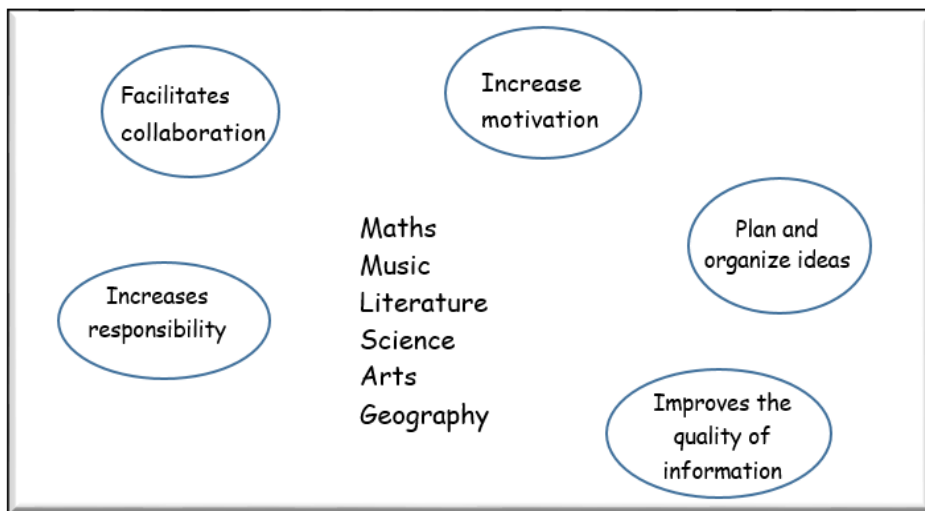 Facilitates
collaboration
Increase
motivation
Plan and
organize ideas
Maths
Music
Literature
Science
Arts
Geography
Increases
responsibility
Improves the
quality of
information